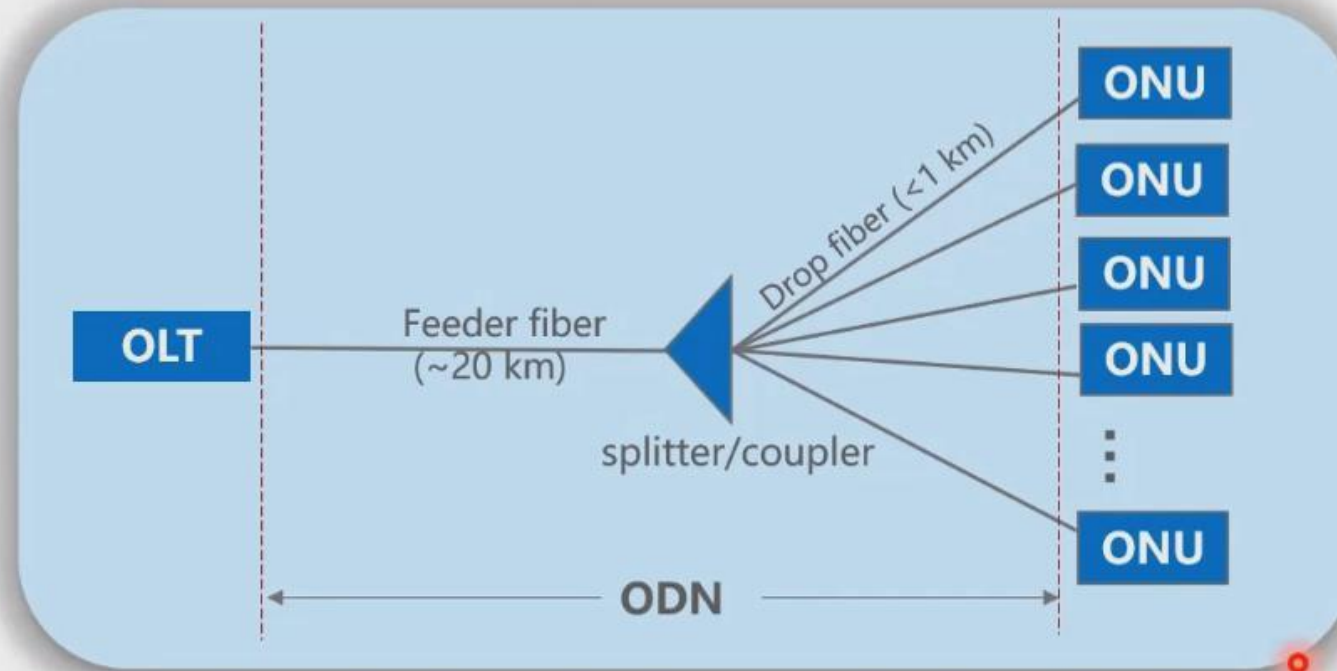 OLT
Feeder fiber
(~20 km)
splitter/coupler
Drop fiber (<1 km)
ONU
ONU
ONU
ONU
ONU
ODN